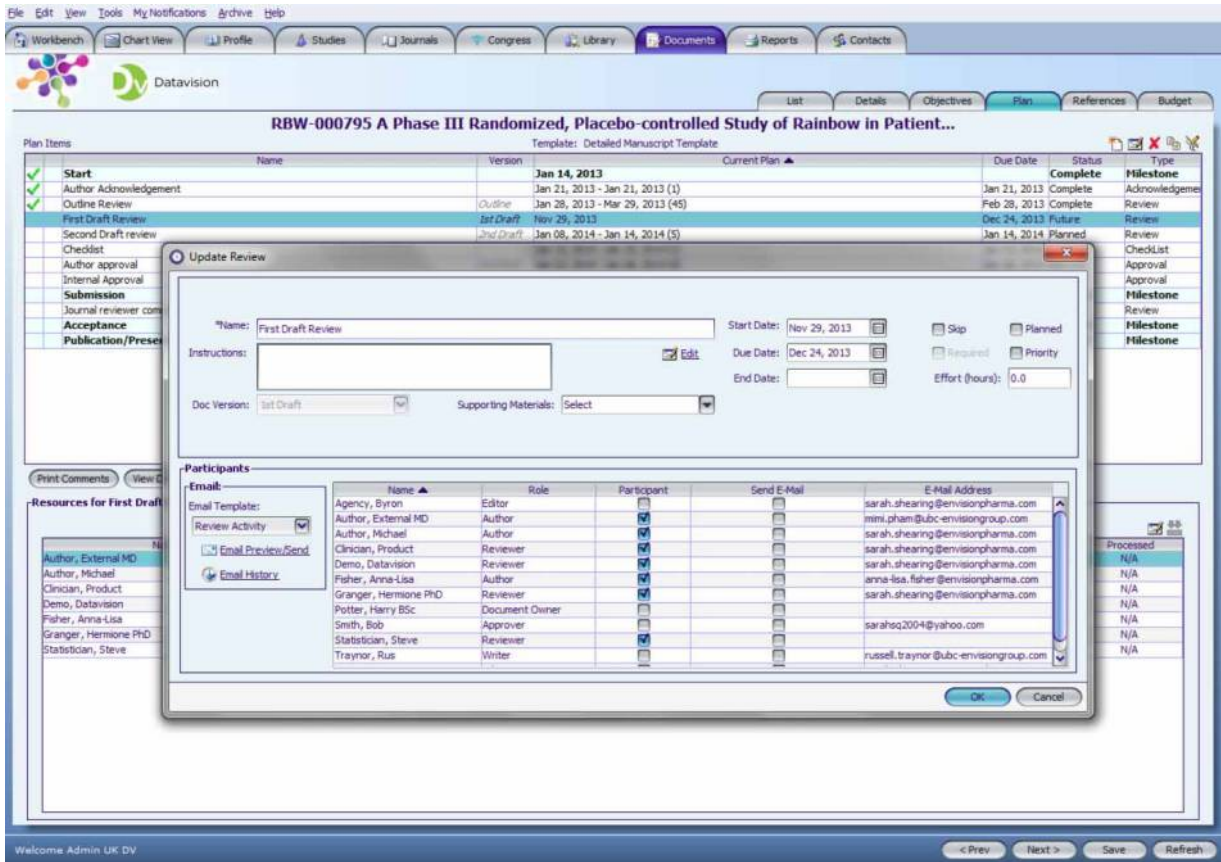 File Edit View Tools My Notifications Archive Help
Workbench Chart View Profile Studies Journals Congress Library Documents Reports Contacts
DV Datavision
List Details Objectives Plan References Budget
RBW-000795 A Phase III Randomized, Placebo-controlled Study of Rainbow in Patient...
Plan Items Template: Detailed Manuscript Template
Name Version Current Plan Due Date Status Type
Start Jan 14, 2013 Complete Milestone
Author Acknowledgement Jan 21, 2013 - Jan 21, 2013 (1) Jan 21, 2013 Complete Acknowledgeme
Outline Review Outline Jan 28, 2013 - Mar 29, 2013 (45) Feb 28, 2013 Complete Review
First Draft Review 1st Draft Nov 29, 2013 Dec 24, 2013 Future Review
Second Draft review 2nd Draft Jan 08, 2014 - Jan 14, 2014 (5) Jan 14, 2014 Planned Review
Checklist CheckList
Author approval Approval
Internal Approval Approval
Submission Milestone
Journal reviewer com Review
Acceptance Milestone
Publication/Prese Milestone
Update Review
*Name: First Draft Review Start Date: Nov 29, 2013 Skip Planned
Instructions: Edit Due Date: Dec 24, 2013 Required Priority
End Date: Effort (hours): 0.0
Doc Version: 1st Draft Supporting Materials: Select
Participants
Email:
Email Template:
Review Activity
Email Preview/Send
Email History
Name Role Participant Send E-Mail E-Mail Address
Agency, Byron Editor sarah.shearing@envisionpharma.com
Author, External MD Author mimi.pham@ubc-envisiongroup.com
Author, Michael Author sarah.shearing@envisionpharma.com
Clinician, Product Reviewer sarah.shearing@envisionpharma.com
Demo, Datavision Reviewer sarah.shearing@envisionpharma.com
Fisher, Anna-Lisa Author anna-lisa.fisher@envisionpharma.com
Granger, Hermione PhD Reviewer sarah.shearing@envisionpharma.com
Potter, Harry BSc Document Owner
Smith, Bob Approver sarahsq2004@yahoo.com
Statistician, Steve Reviewer
Traynor, Rus Writer russell.traynor@ubc-envisiongroup.com
OK Cancel
Print Comments View D
Resources for First Draft
Processed
Author, External MD N/A
Author, Michael N/A
Clinician, Product N/A
Demo, Datavision N/A
Fisher, Anna-Lisa N/A
Granger, Hermione PhD N/A
Statistician, Steve N/A
Welcome Admin UK DV < Prev Next > Save Refresh